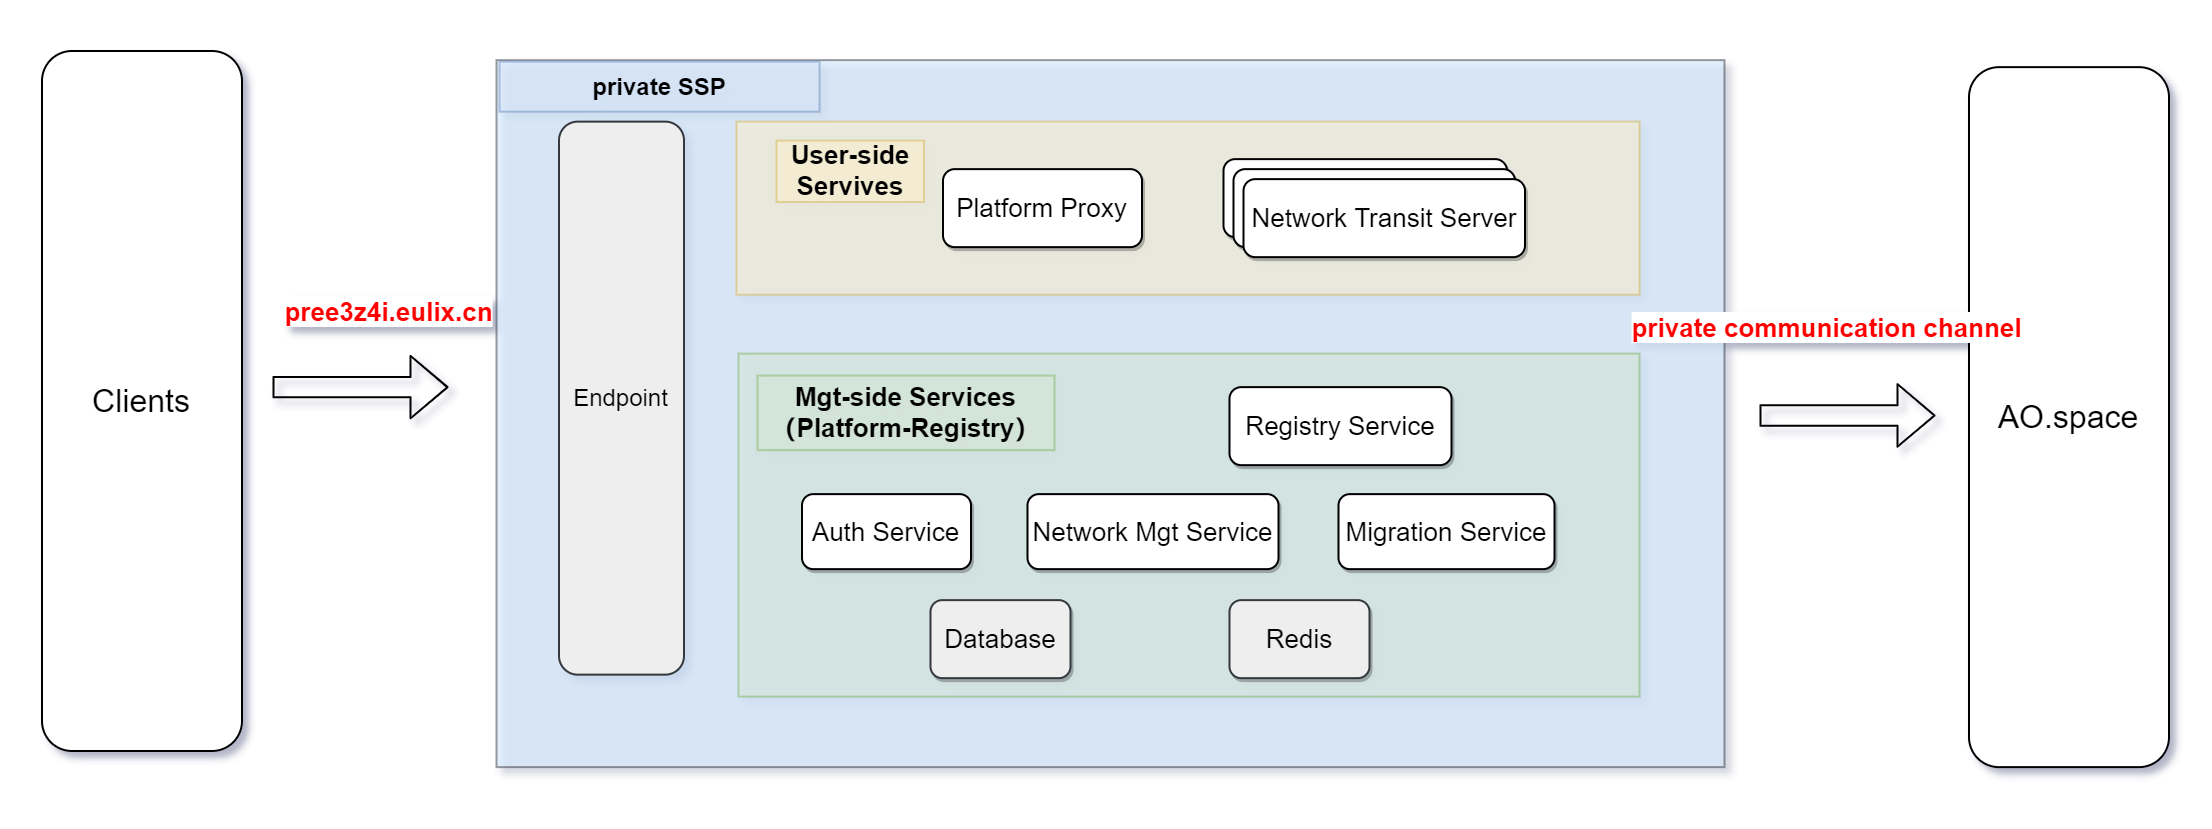 private SSP
User-side
Servives
Platform Proxy
Network Transit Server
pree3z4i.eulix.cn
private communication channel
Clients
Endpoint
Mgt-side Services
(Platform-Registry)
Registry Service
AO.space
Auth Service
Network Mgt Service
Migration Service
Database
Redis